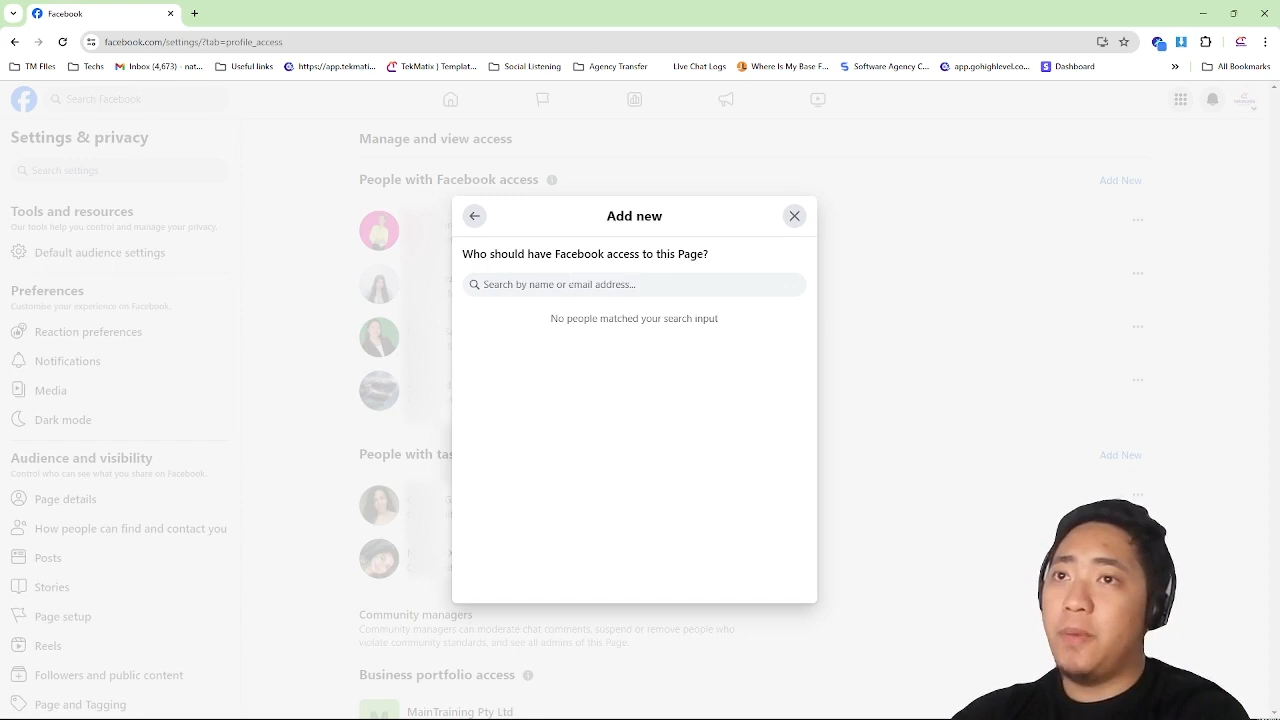 Facebook
facebook.com/settings/?tab=profile_access
TM Files
Inbox (4,673) - n...
Useful links
https://app.tekmati...
TekMatix ) Templat...
Software
Agency Transfer
Live Chat Log
Where Is My Base F...
Software Agency C...
app.gohighlevel.co...
Dashboard
All Bookmarks
Search Facebook
Settings & privacy
Search settings
Tools and resources
Our tools help you control and manage your privacy.
Default audience settings
Preferences
Customise your experience on Facebook.
Reaction preferences
Notifications
Media
Dark mode
Audience and visibility
Control who can see what you share on Facebook.
Page details
How people can find and contact you
Posts
Stories
Page setup
Reels
Followers and public content
Page and Tagging
Manage and view access
People with Facebook access
Add New
Add new
Who should have Facebook access to this Page?
Search by name or email address...
No people matched your search input
People with tas
Add New
Community managers
Community managers can moderate chat comments, suspend or remove people who
violate community standards, and see all admins of this Page.
Business portfolio access
MainTraining Pty Ltd